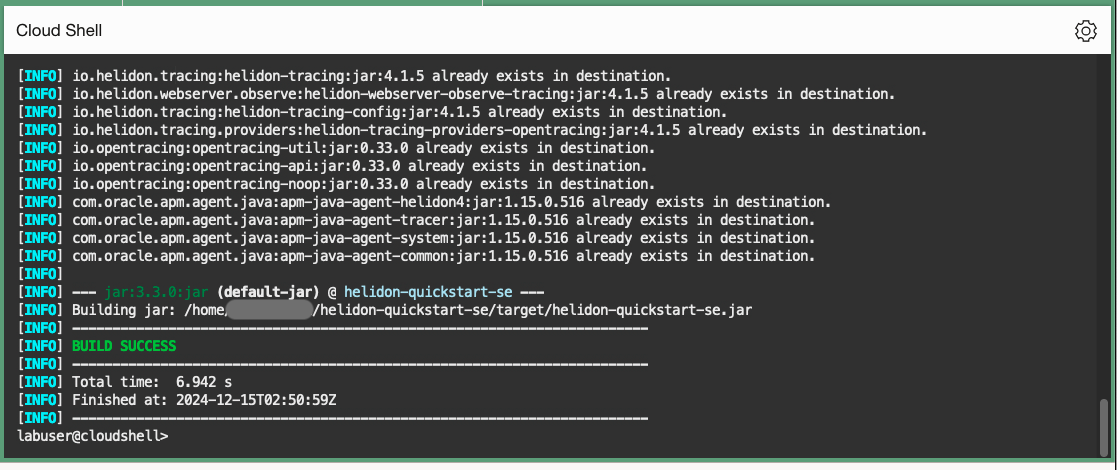 Cloud Shell
[INFO] io.helidon.tracing:helidon-tracing:jar:4.1.5 already exists in destination.
[INFO] io.helidon.webserver.observe:helidon-webserver-observe-tracing:jar:4.1.5 already exists in destination.
[INFO] io.helidon.tracing:helidon-tracing-config:jar:4.1.5 already exists in destination.
[INFO] io.helidon.tracing.providers:helidon-tracing-providers-opentracing:jar:4.1.5 already exists in destination.
[INFO] io.opentracing:opentracing-util:jar:0.33.0 already exists in destination.
[INFO] io.opentracing:opentracing-api:jar:0.33.0 already exists in destination.
[INFO] io.opentracing:opentracing-noop:jar:0.33.0 already exists in destination.
[INFO] com.oracle.apm.agent.java:apm-java-agent-helidon4:jar:1.15.0.516 already exists in destination.
[INFO] com.oracle.apm.agent.java:apm-java-agent-tracer:jar:1.15.0.516 already exists in destination.
[INFO] com.oracle.apm.agent.java:apm-java-agent-system:jar:1.15.0.516 already exists in destination.
[INFO] com.oracle.apm.agent.java:apm-java-agent-common:jar:1.15.0.516 already exists in destination.
[INFO]
[INFO] --- jar:3.3.0:jar (default-jar) @ helidon-quickstart-se ---
[INFO] Building jar: /home/ /helidon-quickstart-se/target/helidon-quickstart-se.jar
[INFO] ------------------------------------------------------------------------
[INFO] BUILD SUCCESS
[INFO] ------------------------------------------------------------------------
[INFO] Total time:  6.942 s
[INFO] Finished at: 2024-12-15T02:50:59Z
[INFO] ------------------------------------------------------------------------
labuser@cloudshell>